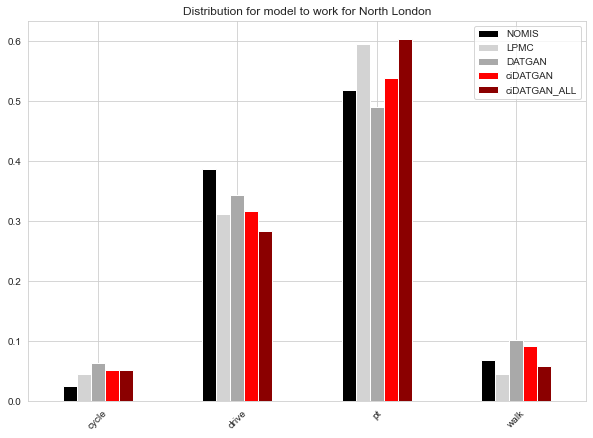 Distribution for model to work for North London
NOMIS
LPMC
DATGAN
ciDATGAN
ciDATGAN_ALL
0.6
0.5
0.4
0.3
0.2
0.1
0.0
cycle
drive
pt
walk